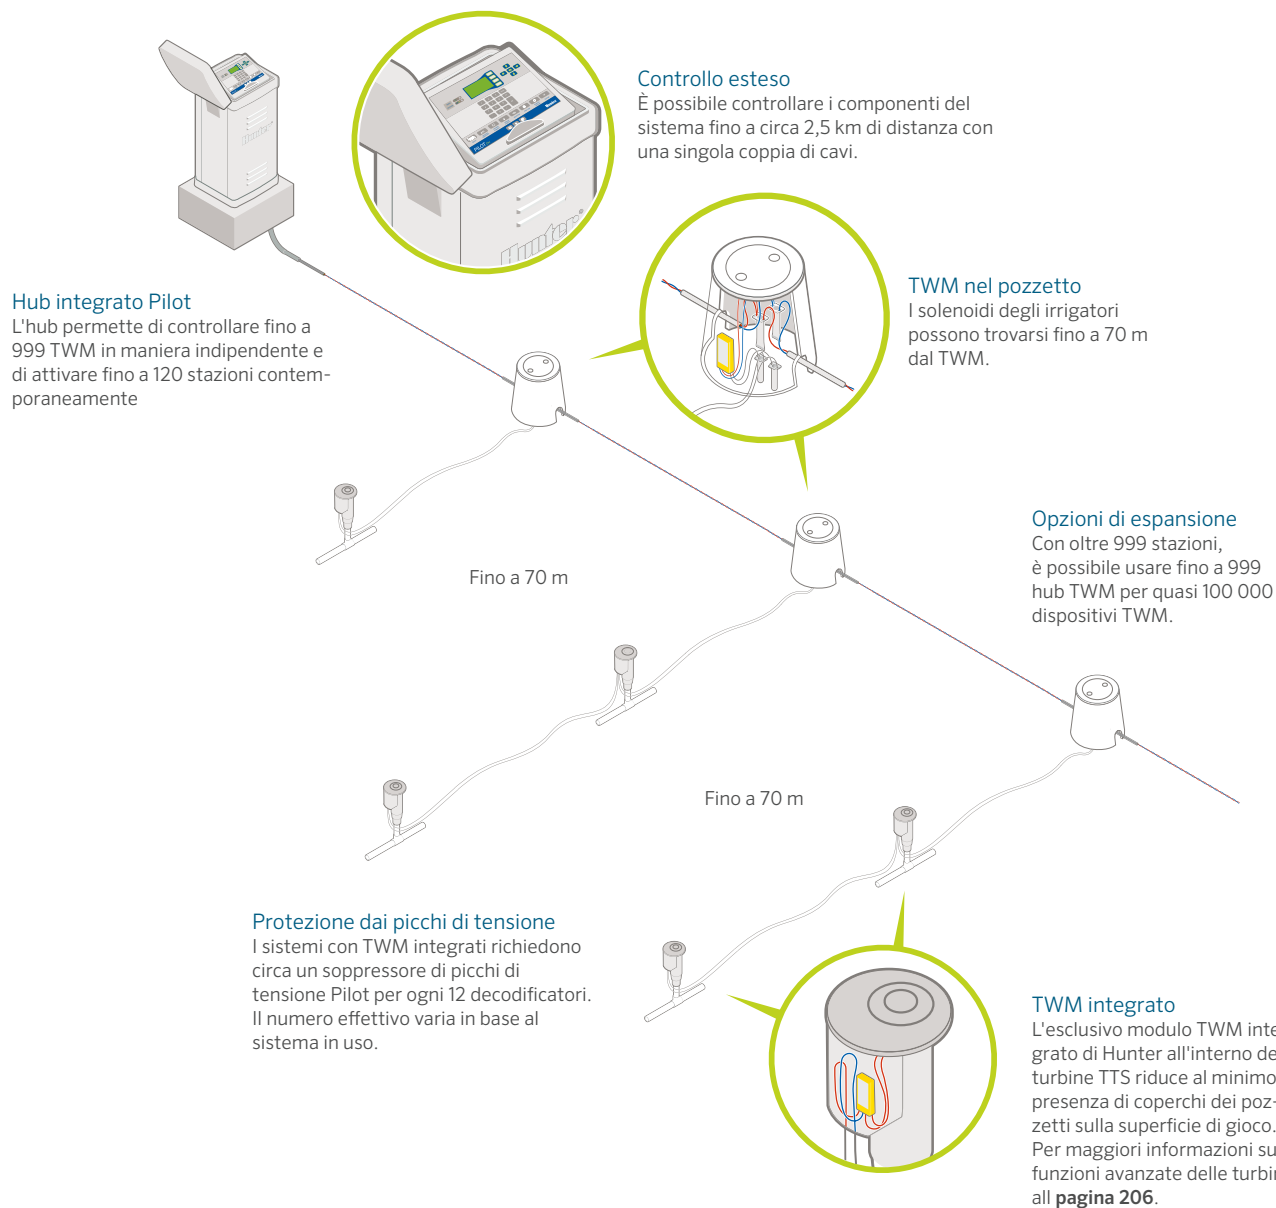 Controllo esteso
È possibile controllare i componenti del
sistema fino a circa 2,5 km di distanza con
una singola coppia di cavi.
Hunter
PILOT
Hunter
TWM nel pozzetto
I solenoidi degli irrigatori
possono trovarsi fino a 70 m
dal TWM.
Hub integrato Pilot
L'hub permette di controllare fino a
999 TWM in maniera indipendente e
di attivare fino a 120 stazioni contem-
poraneamente
Opzioni di espansione
Con oltre 999 stazioni,
è possibile usare fino a 999
hub TWM per quasi 100 000
dispositivi TWM.
Fino a 70 m
Fino a 70 m
Protezione dai picchi di tensione
I sistemi con TWM integrati richiedono
circa un soppressore di picchi di
tensione Pilot per ogni 12 decodificatori.
Il numero effettivo varia in base al
sistema in uso.
TWM integrato
L'esclusivo modulo TWM inte
grato di Hunter all'interno de
turbine TTS riduce al minimo
presenza di coperchi dei poz-
zetti sulla superficie di gioco.
Per maggiori informazioni su
funzioni avanzate delle turbin
all pagina 206.